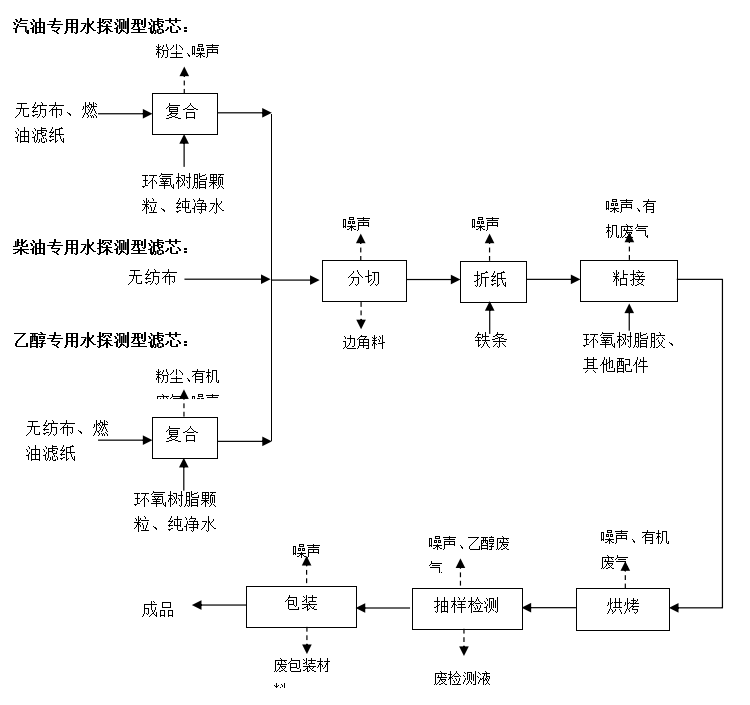 汽油专用水探测型滤芯：
粉尘、噪声
无纺布、燃
油滤纸
复合
环氧树脂颗
粒、纯净水
柴油专用水探测型滤芯：
无纺布
噪声
分切
边角料
噪声
折纸
铁条
噪声、有
机废气
粘接
环氧树脂胶、
其他配件
乙醇专用水探测型滤芯：
粉尘、有机
无纺布、燃
油滤纸
复合
环氧树脂颗
粒、纯净水
噪声、有机
废气
烘烤
噪声、乙醇废
气
抽样检测
废检测液
噪声
包装
废包装材
成品